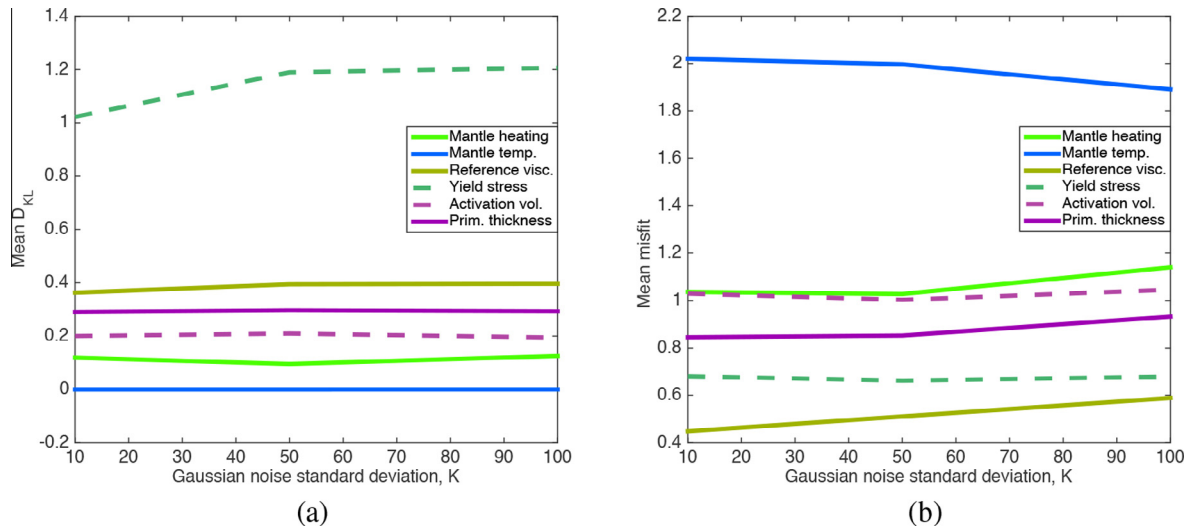 1.4
1.2
1
0.8
0.6
0.4
0.2
0
-0.2
Mean D_KL
10 20 30 40 50 60 70 80 90 100
Gaussian noise standard deviation, K
Mantle heating
Mantle temp.
Reference visc.
Yield stress
Activation vol.
Prim. thickness
(a)
2.2
2
1.8
1.6
1.4
1.2
1
0.8
0.6
0.4
Mean misfit
10 20 30 40 50 60 70 80 90 100
Gaussian noise standard deviation, K
Mantle heating
Mantle temp.
Reference visc.
Yield stress
Activation vol.
Prim. thickness
(b)